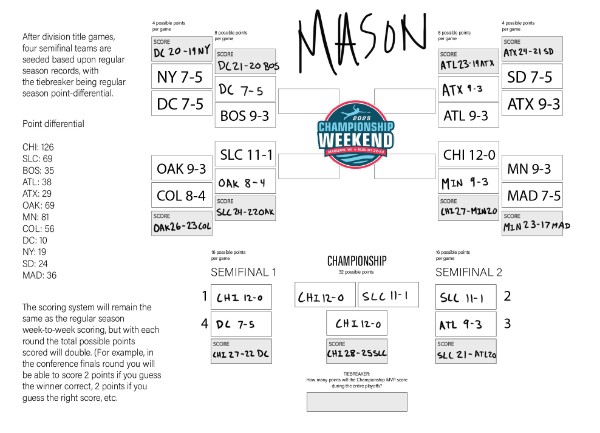 MASON
After division title games,
four semifinal teams are
seeded based upon regular
season records, with
the tiebreaker being regular
season point-differential.
Point differential
CHI: 126
SLC: 69
BOS: 35
ATL: 38
ATX: 29
OAK: 69
MN: 81
COL: 56
DC: 10
NY: 19
SD: 24
MAD: 36
The scoring system will remain the
same as the regular season
week-to-week scoring, but with each
round the total possible points
scored will double. (For example, in
the conference finals round you will
be able to score 2 points if you guess
the winner correct, 2 points if you
guess the right score, etc.
4 possible points
per game
SCORE
DC 20-19 NY
NY 7-5
DC 7-5
8 possible points
per game
SCORE
DC 21-20 BOS
DC 7-5
BOS 9-3
SLC 11-1
OAK 8-4
SCORE
SLC 24-22 OAK
OAK 9-3
COL 8-4
SCORE
OAK 26-23 COL
2025
CHAMPIONSHIP
WEEKEND
8 possible points
per game
SCORE
ATL 23-19 ATX
ATX 9-3
ATL 9-3
4 possible points
per game
SCORE
ATX 24-21 SD
SD 7-5
ATX 9-3
CHI 12-0
MIN 9-3
SCORE
CHI 27-MIN 20
MN 9-3
MAD 7-5
SCORE
MIN 23-17 MAD
16 possible points
per game
SEMIFINAL 1
1 CHI 12-0
4 DC 7-5
SCORE
CHI 27-22 DC
CHAMPIONSHIP
32 possible points
CHI 12-0 SLC 11-1
CHI 12-0
SCORE
CHI 28-25 SLC
16 possible points
per game
SEMIFINAL 2
SLC 11-1 2
ATL 9-3 3
SCORE
SLC 21-ATL 20
TIEBREAKER:
How many points will the Championship MVP score
during the entire playoffs?